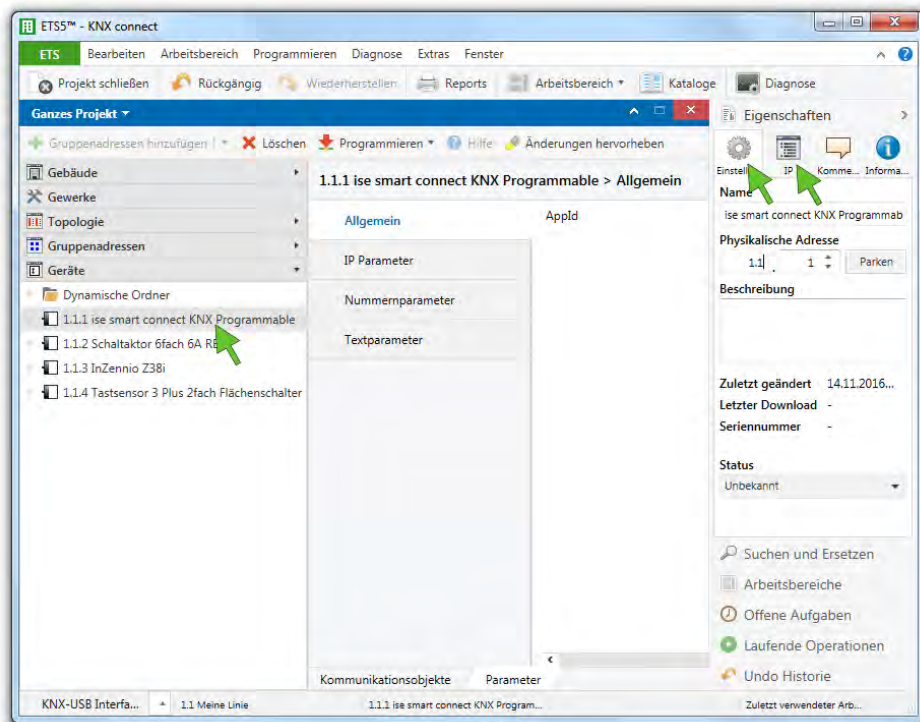 ETS5™ - KNX connect
ETS Bearbeiten Arbeitsbereich Programmieren Diagnose Extras Fenster
Projekt schließen Rückgängig Wiederherstellen Reports Arbeitsbereich Kataloge Diagnose
Ganzes Projekt
Gruppenadressen hinzufügen Löschen Programmieren Hilfe Änderungen hervorheben
Gebäude
Gewerke
Topologie
Gruppenadressen
Geräte
Dynamische Ordner
1.1.1 ise smart connect KNX Programmable
1.1.2 Schaltaktor 6fach 6A
1.1.3 InZennio Z38i
1.1.4 Tastsensor 3 Plus 2fach Flächenschalter
1.1.1 ise smart connect KNX Programmable > Allgemein
Allgemein
AppId
IP Parameter
Nummernparameter
Textparameter
Kommunikationsobjekte Parameter
Eigenschaften
Einstell... IP Komme... Informa...
Name
ise smart connect KNX Programmab
Physikalische Adresse
1.1 . 1 Parken
Beschreibung
Zuletzt geändert 14.11.2016...
Letzter Download -
Seriennummer -
Status
Unbekannt
Suchen und Ersetzen
Arbeitsbereiche
Offene Aufgaben
Laufende Operationen
Undo Historie
KNX-USB Interfa... 1.1 Meine Linie 1.1.1 ise smart connect KNX Program... Zuletzt verwendeter Arb...